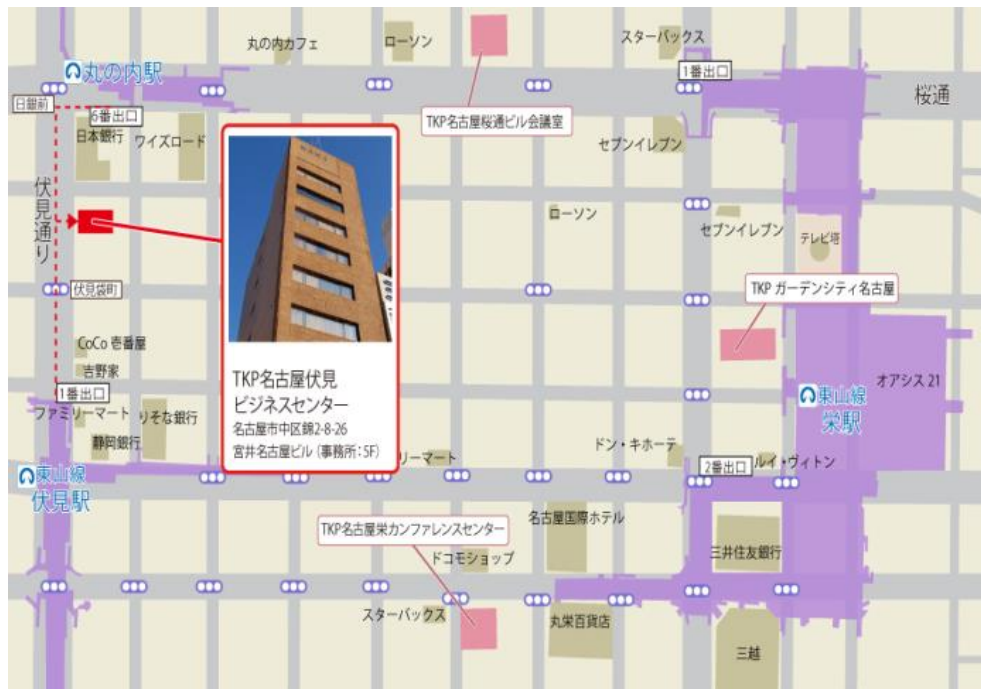 丸の内カフェ
ローソン
スターバックス
丸の内駅
1番出口
桜通
日銀前
6番出口
TKP名古屋桜通ビル会議室
日本銀行
ワイズロード
セブンイレブン
伏見通り
ローソン
セブンイレブン
テレビ塔
伏見袋町
TKP ガーデンシティ名古屋
CoCo 壱番屋
吉野家
TKP名古屋伏見
ビジネスセンター
名古屋市中区錦2-8-26
宮井名古屋ビル (事務所:5F)
オアシス 21
1番出口
東山線
栄駅
ファミリーマート
りそな銀行
静岡銀行
リーマート
ドン・キホーテ
2番出口
ルイ・ヴィトン
東山線
伏見駅
名古屋国際ホテル
TKP名古屋栄カンファレンスセンター
ドコモショップ
三井住友銀行
スターバックス
丸栄百貨店
三越